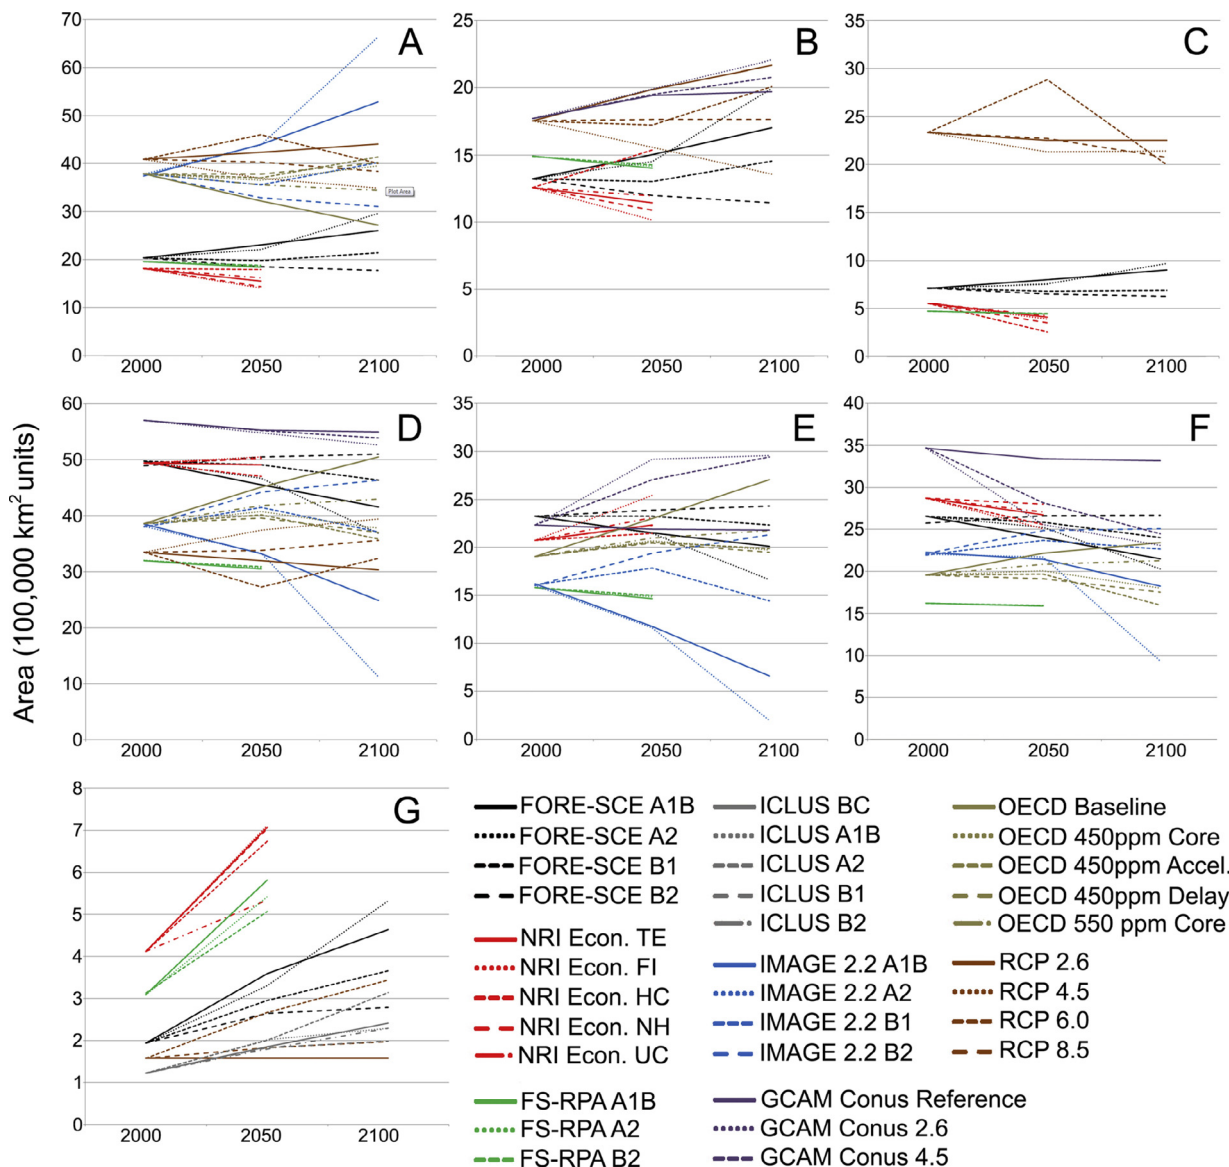 Area (100,000 km² units)
A
70
60
50
40
30
20
10
0
2000 2050 2100
Plot Area
B
25
20
15
10
5
0
2000 2050 2100
C
35
30
25
20
15
10
5
0
2000 2050 2100
D
60
50
40
30
20
10
0
2000 2050 2100
E
35
30
25
20
15
10
5
0
2000 2050 2100
F
40
35
30
25
20
15
10
5
0
2000 2050 2100
G
8
7
6
5
4
3
2
1
0
2000 2050 2100
FORE-SCE A1B
FORE-SCE A2
FORE-SCE B1
FORE-SCE B2
NRI Econ. TE
NRI Econ. FI
NRI Econ. HC
NRI Econ. NH
NRI Econ. UC
FS-RPA A1B
FS-RPA A2
FS-RPA B2
ICLUS BC
ICLUS A1B
ICLUS A2
ICLUS B1
ICLUS B2
IMAGE 2.2 A1B
IMAGE 2.2 A2
IMAGE 2.2 B1
IMAGE 2.2 B2
GCAM Conus Reference
GCAM Conus 2.6
GCAM Conus 4.5
OECD Baseline
OECD 450ppm Core
OECD 450ppm Accel.
OECD 450ppm Delay
OECD 550 ppm Core
RCP 2.6
RCP 4.5
RCP 6.0
RCP 8.5